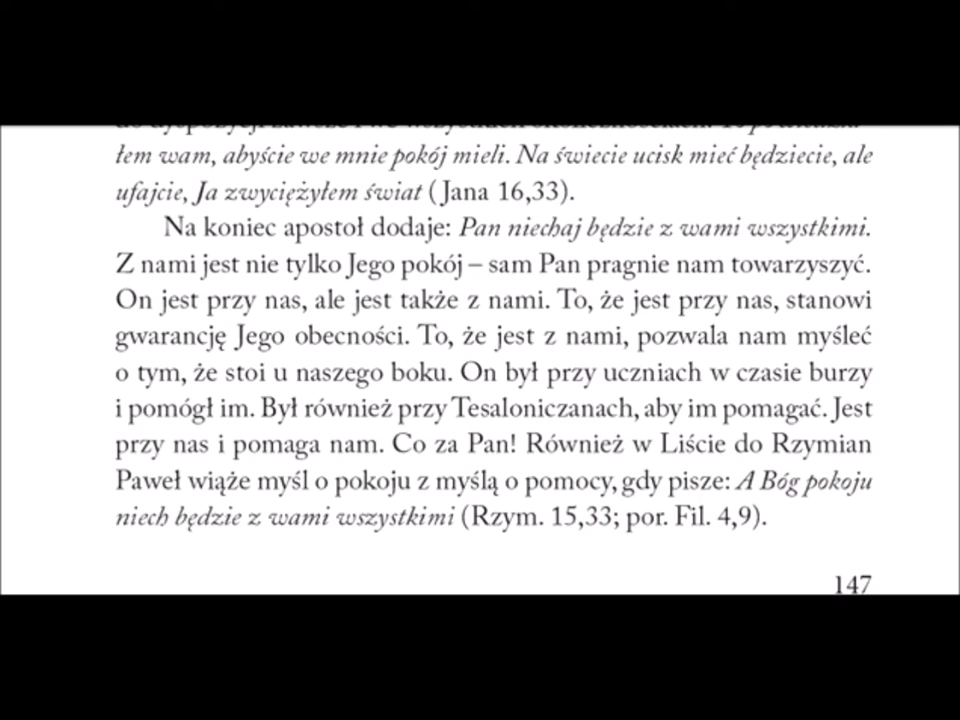 łem wam, abyście we mnie pokój mieli. Na świecie ucisk mieć będziecie, ale
ufajcie, Ja zwyciężyłem świat (Jana 16,33).
Na koniec apostoł dodaje: Pan niechaj będzie z wami wszystkimi.
Z nami jest nie tylko Jego pokój – sam Pan pragnie nam towarzyszyć.
On jest przy nas, ale jest także z nami. To, że jest przy nas, stanowi
gwarancję Jego obecności. To, że jest z nami, pozwala nam myśleć
o tym, że stoi u naszego boku. On był przy uczniach w czasie burzy
i pomógł im. Był również przy Tesaloniczanach, aby im pomagać. Jest
przy nas i pomaga nam. Co za Pan! Również w Liście do Rzymian
Paweł wiąże myśl o pokoju z myślą o pomocy, gdy pisze: A Bóg pokoju
niech będzie z wami wszystkimi (Rzym. 15,33; por. Fil. 4,9).
147